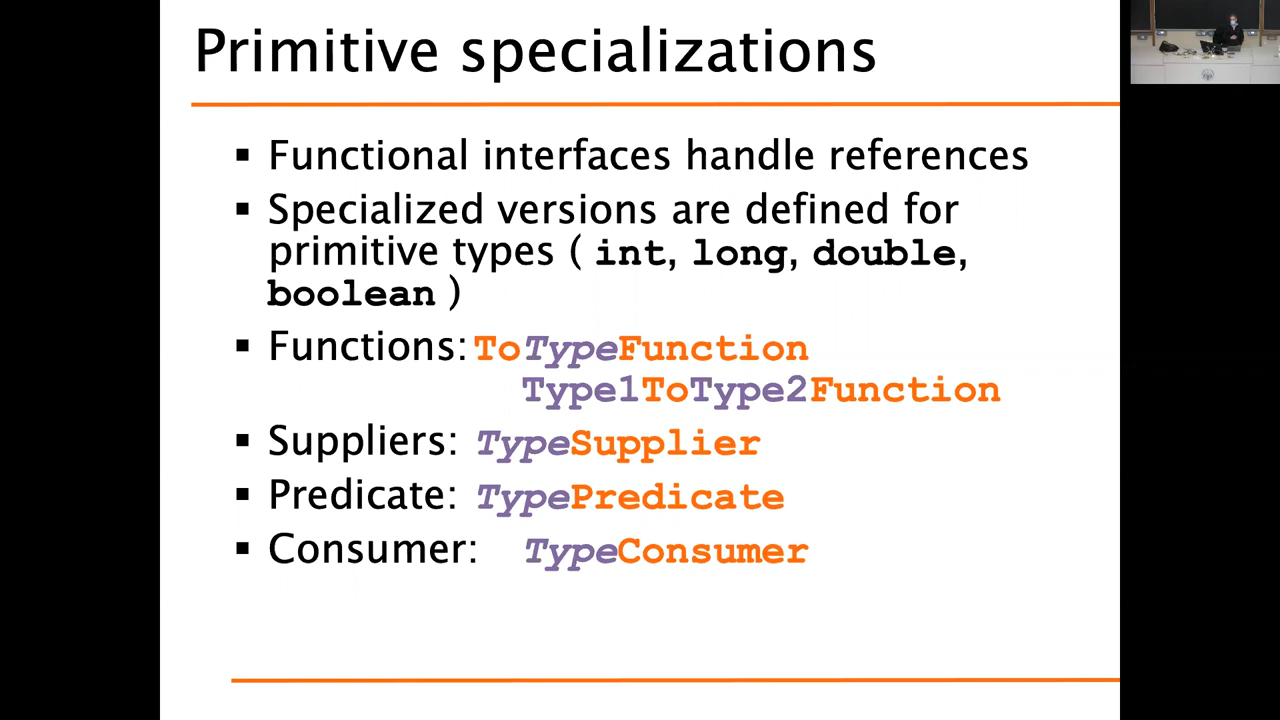 Primitive specializations
▪ Functional interfaces handle references
▪ Specialized versions are defined for
primitive types ( int, long, double,
boolean )
▪ Functions: ToTypeFunction
Type1ToType2Function
▪ Suppliers: TypeSupplier
▪ Predicate: TypePredicate
▪ Consumer: TypeConsumer